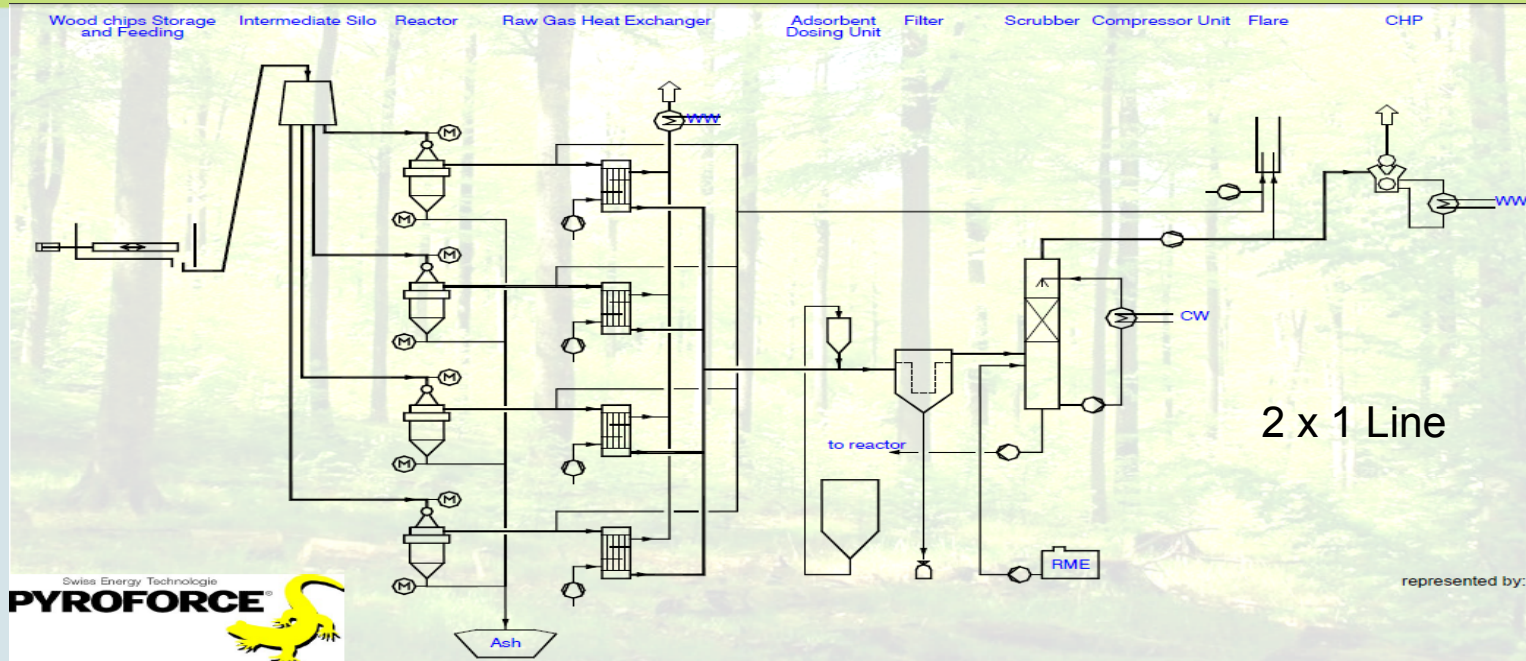 Wood chips Storage
and Feeding
Intermediate Silo
Reactor
Raw Gas Heat Exchanger
Adsorbent
Dosing Unit
Filter
Scrubber
Compressor Unit
Flare
CHP
M
WW
M
WW
M
M
CW
M
2 x 1 Line
to reactor
M
M
RME
M
Swiss Energy Technologie
PYROFORCE®
represented by:
Ash